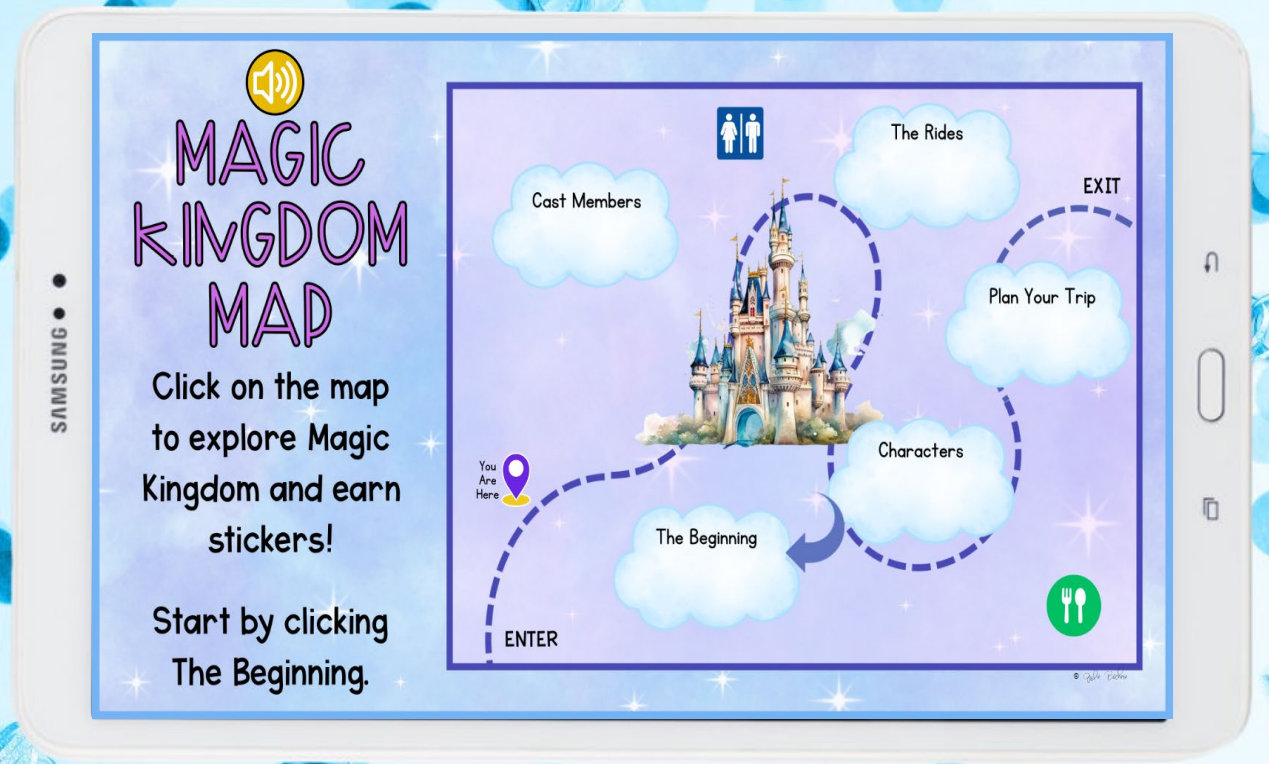 SAMSUNG
MAGIC
KINGDOM
MAP
Click on the map
to explore Magic
Kingdom and earn
stickers!
Start by clicking
The Beginning.
The Rides
Cast Members
EXIT
Plan Your Trip
Characters
You
Are
Here
The Beginning
ENTER
©